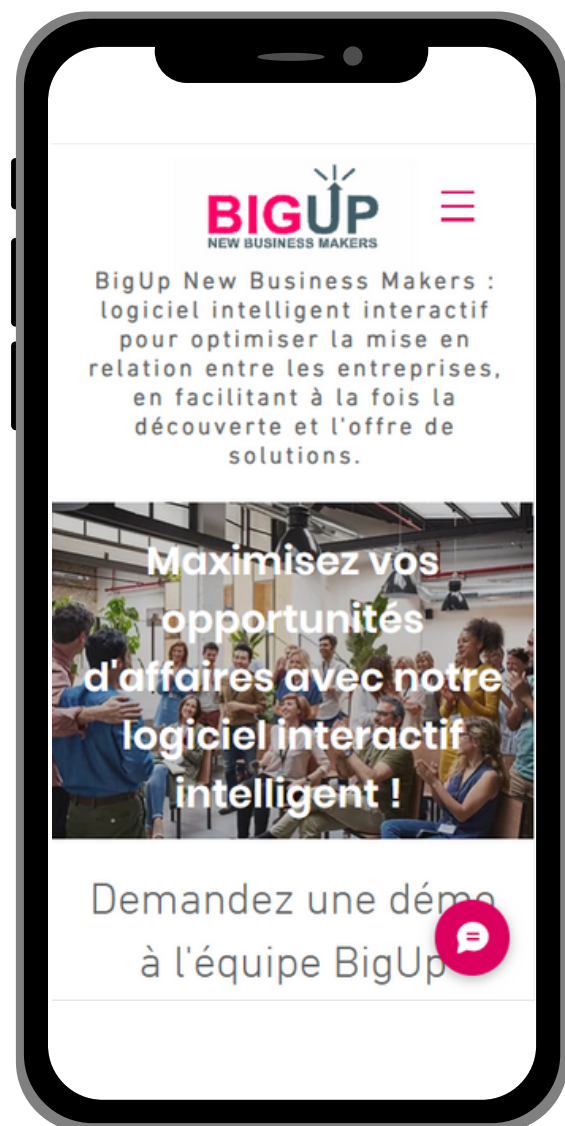 BIGUP
NEW BUSINESS MAKERS
BigUp New Business Makers :
logiciel intelligent interactif
pour optimiser la mise en
relation entre les entreprises,
en facilitant à la fois la
découverte et l'offre de
solutions.
Maximisez vos
opportunités
d'affaires avec notre
logiciel interactif
intelligent !
Demandez une démo
à l'équipe BigUp